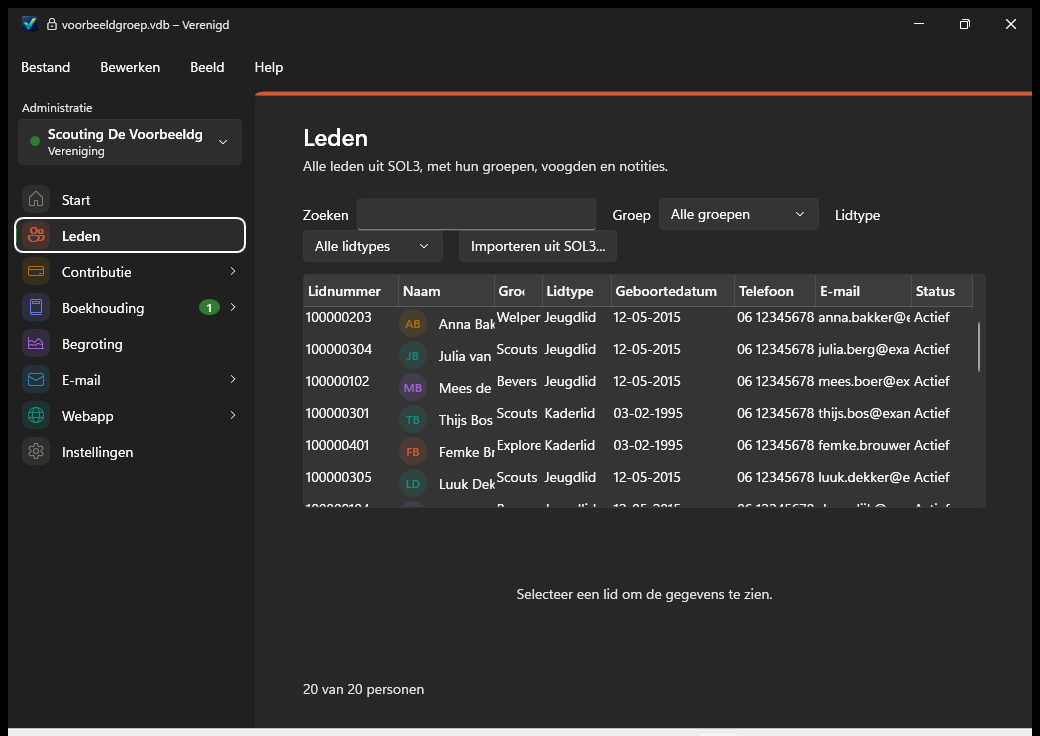 voorbeeldgroep.vdb – Verenigd
Bestand Bewerken Beeld Help
Administratie
Scouting De Voorbeeldg
Vereniging
Start
Leden
Contributie
Boekhouding 1
Begroting
E-mail
Webapp
Instellingen
Leden
Alle leden uit SOL3, met hun groepen, voogden en notities.
Zoeken Groep Alle groepen Lidtype
Alle lidtypes Importeren uit SOL3...
Lidnummer Naam Gro Lidtype Geboortedatum Telefoon E-mail Status
100000203 AB Anna Bak Welper Jeugdlid 12-05-2015 06 12345678 anna.bakker@e Actief
100000304 JB Julia van Scouts Jeugdlid 12-05-2015 06 12345678 julia.berg@exa Actief
100000102 MB Mees de Bevers Jeugdlid 12-05-2015 06 12345678 mees.boer@ex Actief
100000301 TB Thijs Bos Scouts Kaderlid 03-02-1995 06 12345678 thijs.bos@exan Actief
100000401 FB Femke Br Explore Kaderlid 03-02-1995 06 12345678 femke.brouwer Actief
100000305 LD Luuk Dek Scouts Jeugdlid 12-05-2015 06 12345678 luuk.dekker@e Actief
Selecteer een lid om de gegevens te zien.
20 van 20 personen